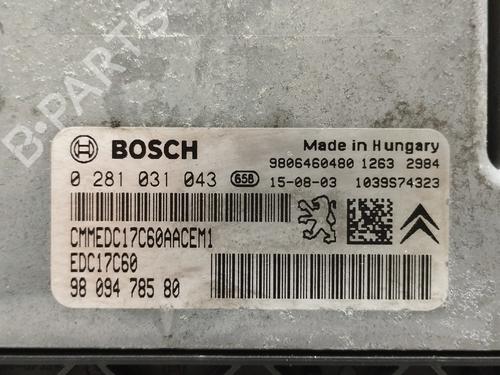 BOSCH
Made in Hungary
9806460480 1263 2984
0 281 031 043 658 15-08-03 1039S74323
CMMEDC17C60AACEM1
EDC17C60
98 094 785 80
B-PARTS